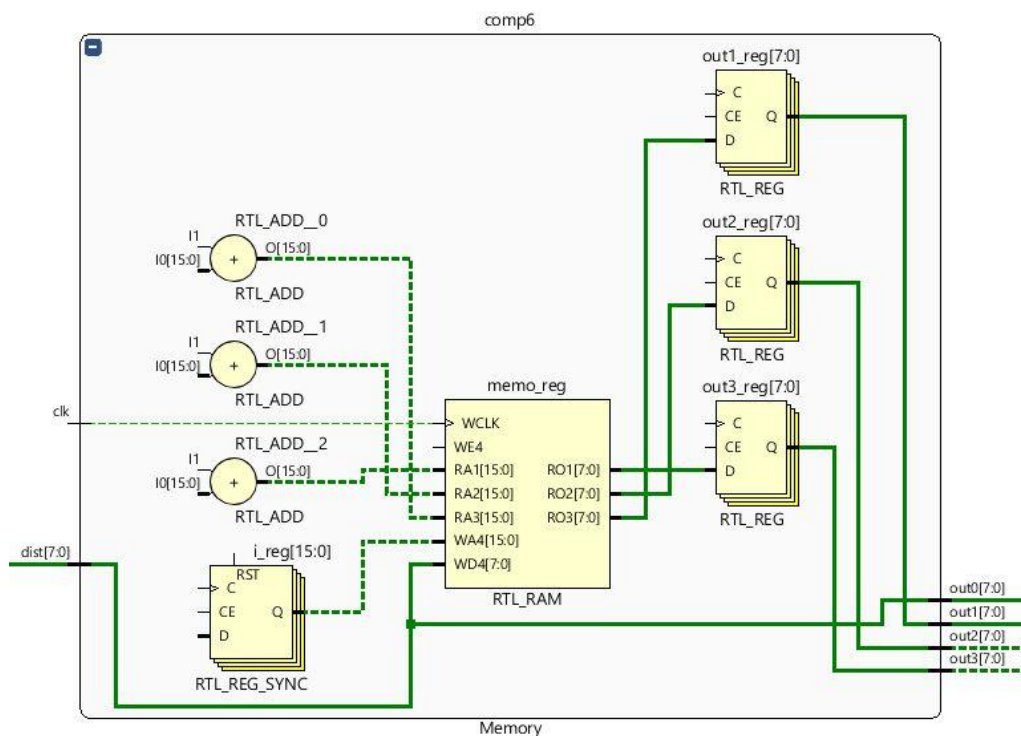 comp6
out1_reg[7:0]
C
CE
Q
D
RTL_REG
RTL_ADD__0
I1
I0[15:0]
+
O[15:0]
RTL_ADD
out2_reg[7:0]
C
CE
Q
D
RTL_REG
RTL_ADD__1
I1
I0[15:0]
+
O[15:0]
RTL_ADD
out3_reg[7:0]
C
CE
Q
D
RTL_REG
clk
RTL_ADD__2
I1
I0[15:0]
+
O[15:0]
RTL_ADD
memo_reg
WCLK
WE4
RA1[15:0]
RO1[7:0]
RA2[15:0]
RO2[7:0]
RA3[15:0]
RO3[7:0]
WA4[15:0]
WD4[7:0]
RTL_RAM
dist[7:0]
i_reg[15:0]
RST
C
CE
Q
D
RTL_REG_SYNC
out0[7:0]
out1[7:0]
out2[7:0]
out3[7:0]
Memory